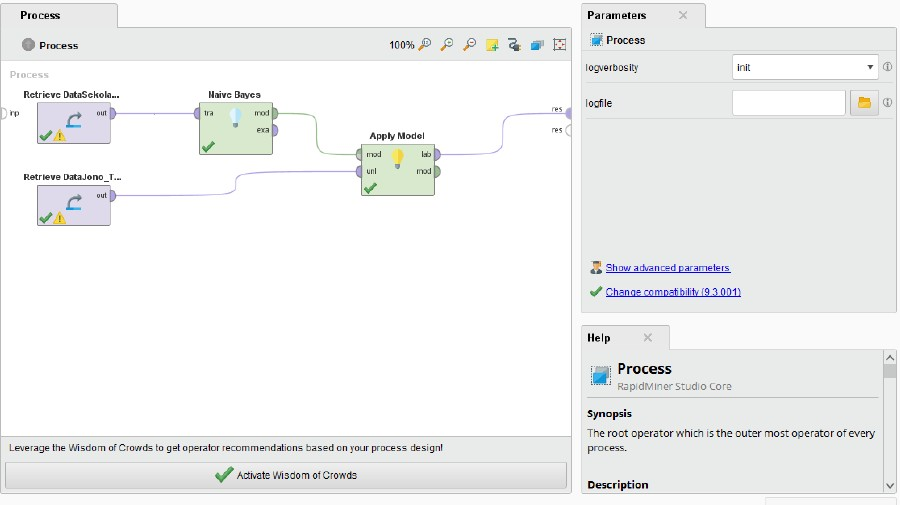 Process
Process
100%
Process
inp
Retrieve DataSekola...
out
Naive Bayes
tra
mod
exa
Apply Model
mod
lab
unl
mod
res
res
Retrieve DataJono_T...
out
Leverage the Wisdom of Crowds to get operator recommendations based on your process design!
Activate Wisdom of Crowds
Parameters
Process
logverbosity
init
logfile
Show advanced parameters
Change compatibility (9.3.001)
Help
Process
RapidMiner Studio Core
Synopsis
The root operator which is the outer most operator of every
process.
Description